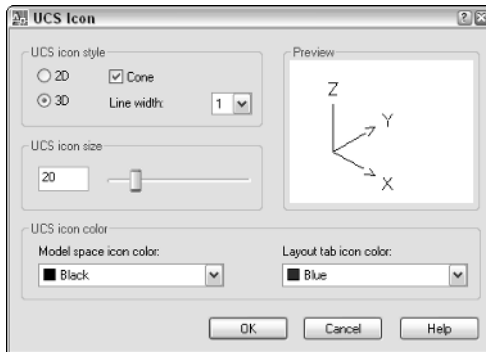 UCS Icon
UCS icon style
2D
Cone
3D
Line width:
1
Preview
Z
Y
X
UCS icon size
20
UCS icon color
Model space icon color:
Black
Layout tab icon color:
Blue
OK
Cancel
Help